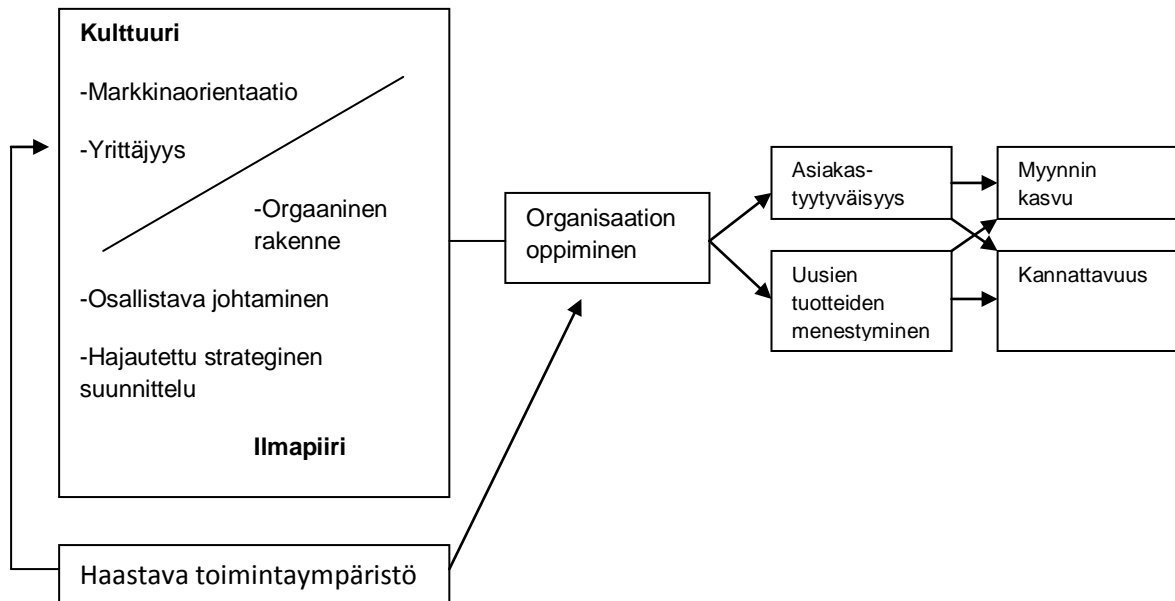 Kulttuuri
-Markkinaorientaatio
-Yrittäjyys
-Orgaaninen
rakenne
-Osallistava johtaminen
-Hajautettu strateginen
suunnittelu
Ilmapiiri
Haastava toimintaympäristö
Organisaation
oppiminen
Asiakas-
tyytyväisyys
Uusien
tuotteiden
menestyminen
Myynnin
kasvu
Kannattavuus